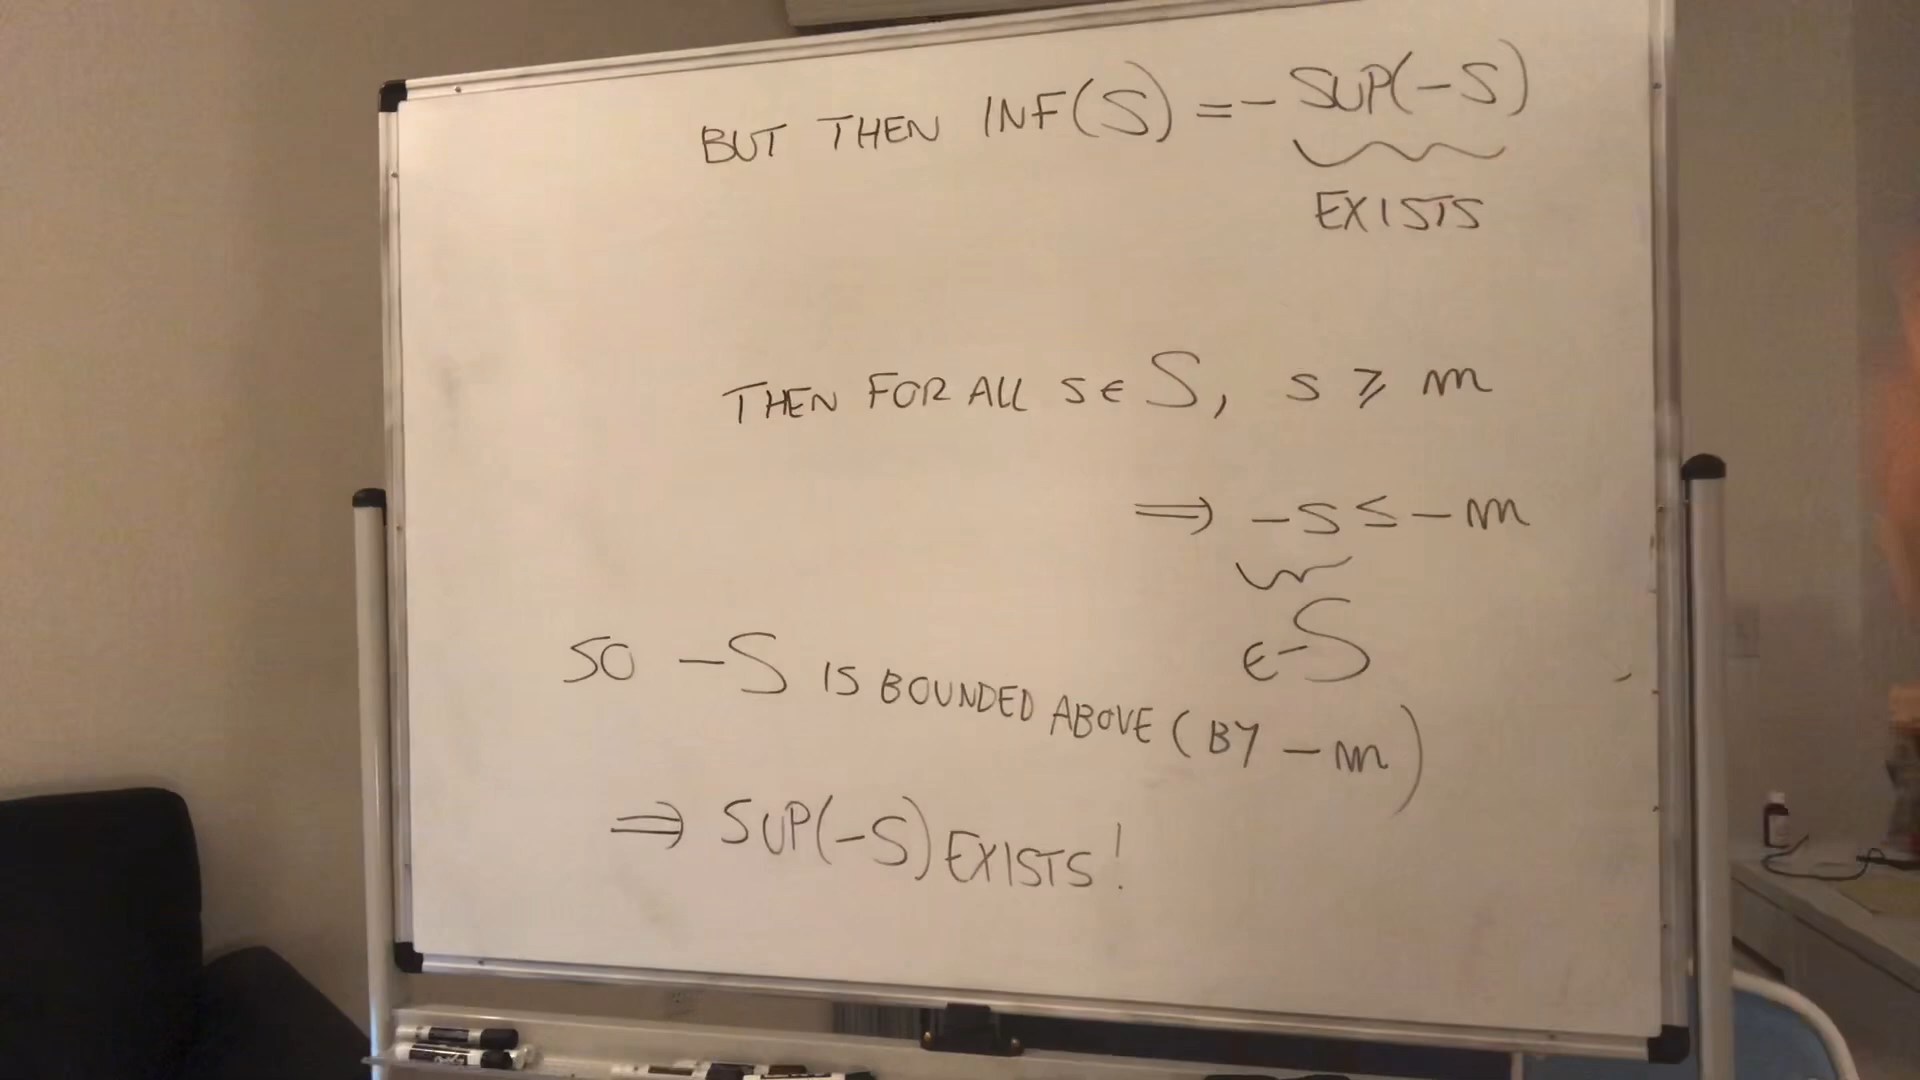 BUT THEN INF(S) = - SUP(-S)
EXISTS
THEN FOR ALL s ∈ S, s ⩾ m
⟹ -s ≤ -m
∈ -S
SO -S IS BOUNDED ABOVE (BY -m)
⟹ SUP(-S) EXISTS!